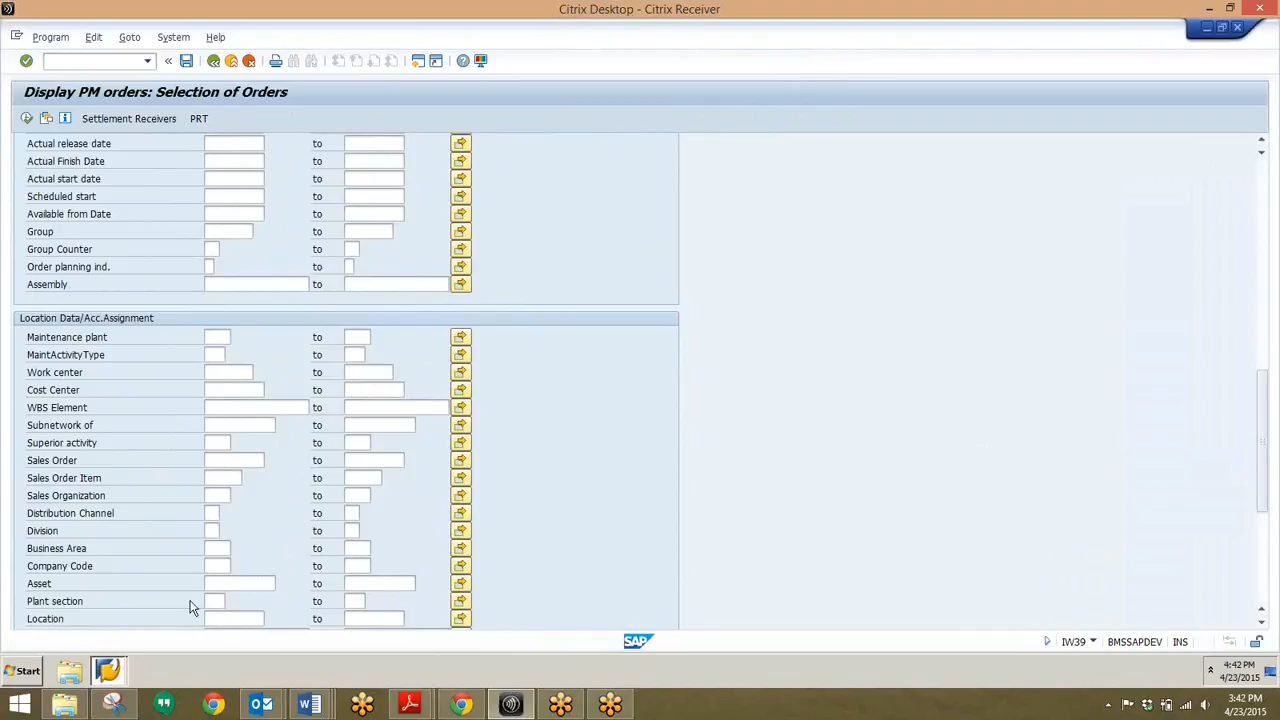 Citrix Desktop - Citrix Receiver
Program Edit Goto System Help
Display PM orders: Selection of Orders
Settlement Receivers PRT
Actual release date to
Actual Finish Date to
Actual start date to
Scheduled start to
Available from Date to
Group to
Group Counter to
Order planning ind. to
Assembly to
Location Data/Acc.Assignment
Maintenance plant to
MaintActivityType to
Work center to
Cost Center to
WBS Element to
Subnetwork of to
Superior activity to
Sales Order to
Sales Order Item to
Sales Organization to
Distribution Channel to
Division to
Business Area to
Company Code to
Asset to
Plant section to
Location to
SAP IW39 BMSSAPDEV INS
Start 4:42 PM
4/23/2015
3:42 PM
4/23/2015